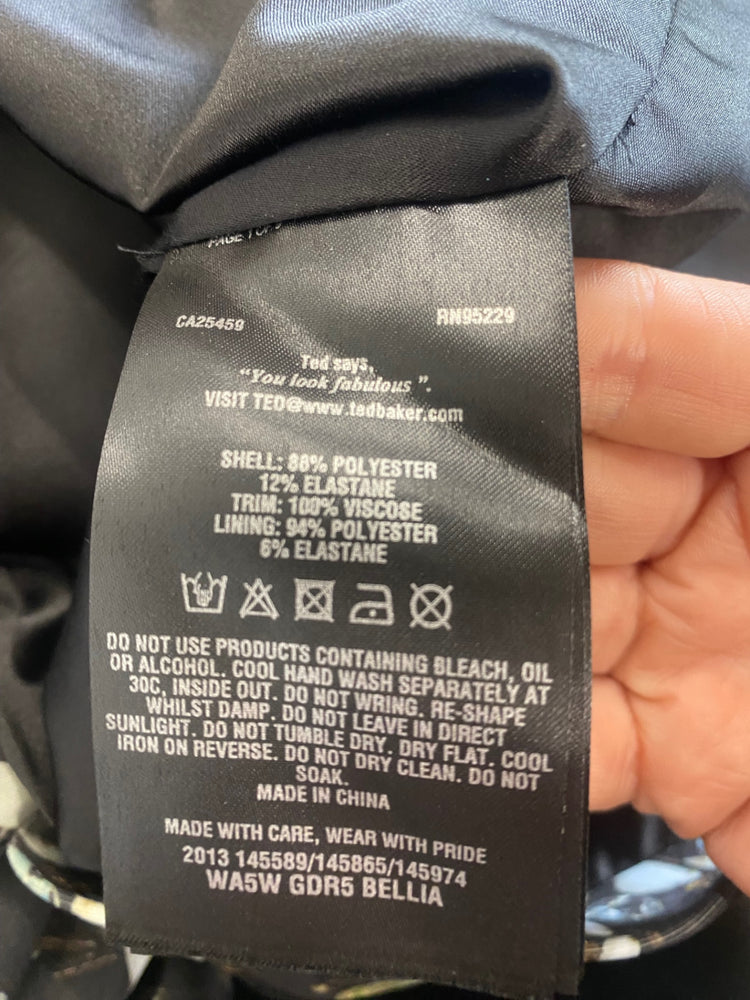 PAGE 1 OF
CA25459 RN95229
Ted says,
“You look fabulous ”.
VISIT TED@www.tedbaker.com
SHELL: 88% POLYESTER
12% ELASTANE
TRIM: 100% VISCOSE
LINING: 94% POLYESTER
6% ELASTANE
DO NOT USE PRODUCTS CONTAINING BLEACH, OIL
OR ALCOHOL. COOL HAND WASH SEPARATELY AT
30C, INSIDE OUT. DO NOT WRING. RE-SHAPE
WHILST DAMP. DO NOT LEAVE IN DIRECT
SUNLIGHT. DO NOT TUMBLE DRY. DRY FLAT. COOL
IRON ON REVERSE. DO NOT DRY CLEAN. DO NOT
SOAK.
MADE IN CHINA
MADE WITH CARE, WEAR WITH PRIDE
2013 145589/145865/145974
WA5W GDR5 BELLIA